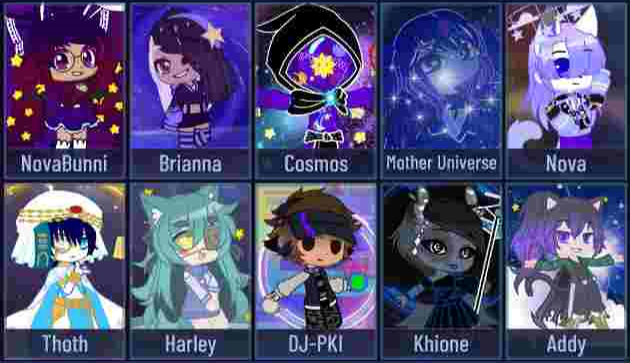 NovaBunni
Brianna
Cosmos
Mother Universe
Nova
Thoth
Harley
DJ-PKI
Khione
Addy